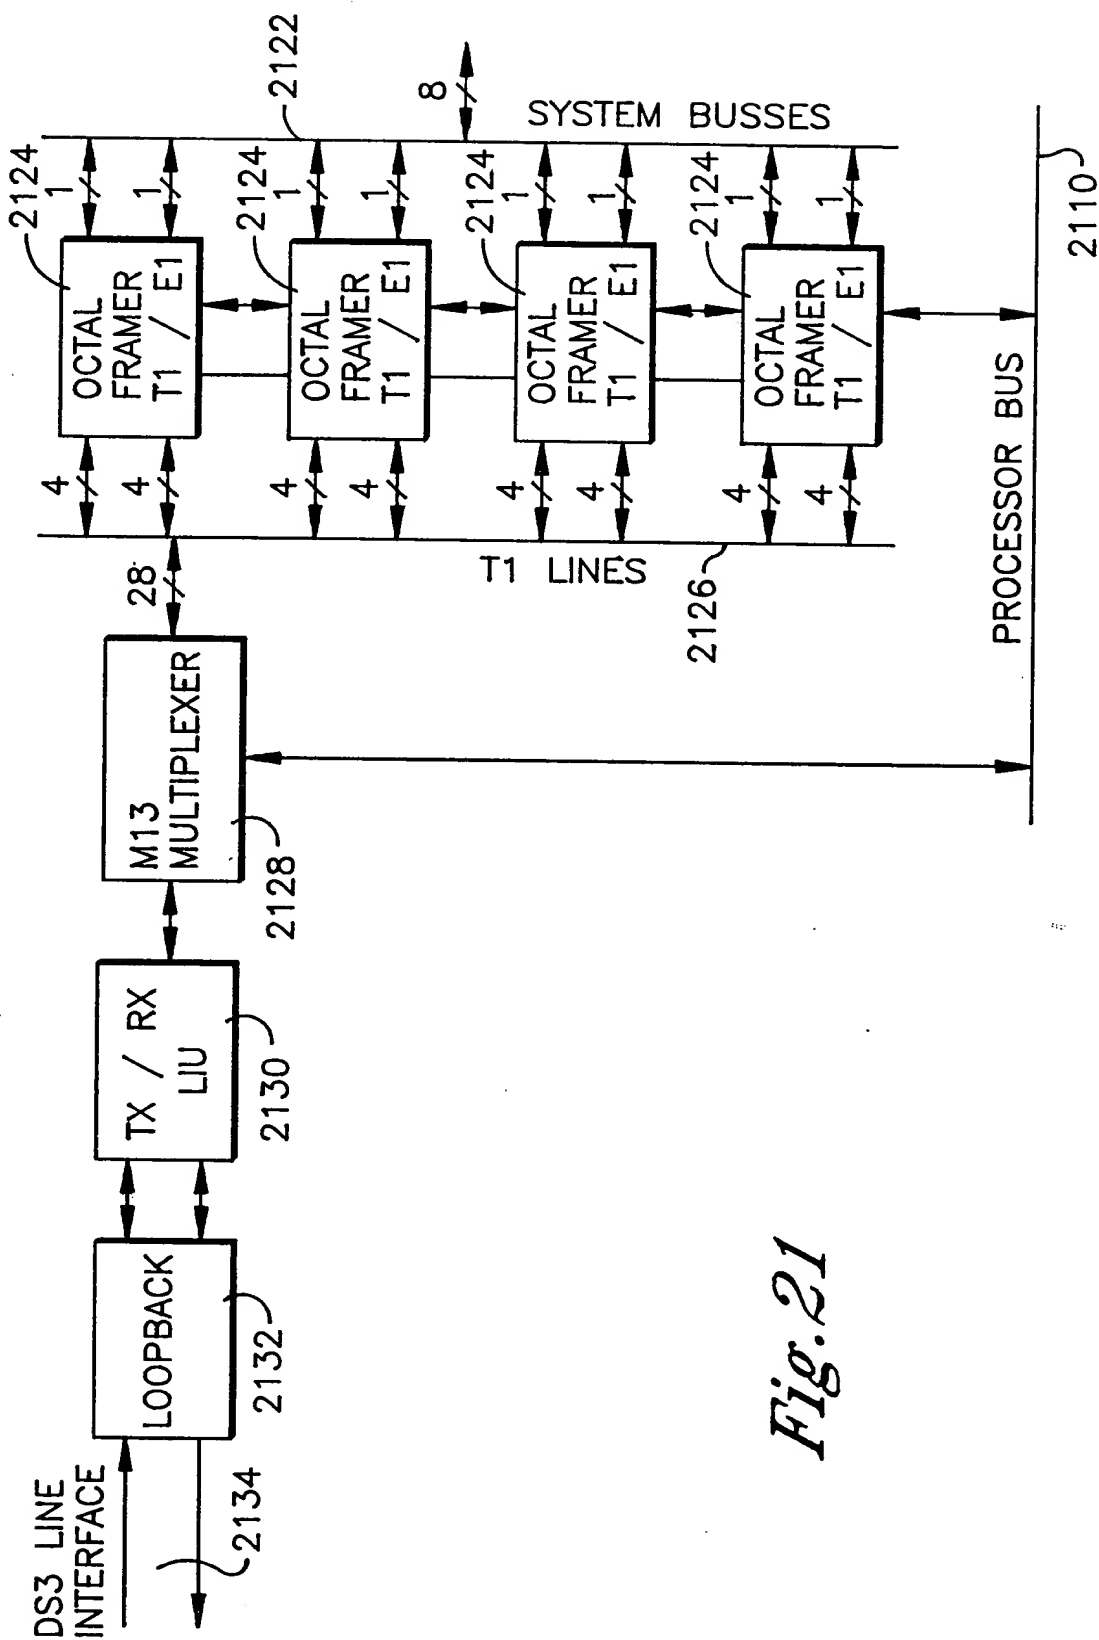 DS3 LINE
INTERFACE
2134
LOOPBACK
2132
TX / RX
LIU
2130
M13
MULTIPLEXER
2128
28
T1 LINES
2126
4
4
OCTAL
FRAMER
T1 / E1
2124
1
1
4
4
OCTAL
FRAMER
T1 / E1
2124
1
1
4
4
OCTAL
FRAMER
T1 / E1
2124
1
1
4
4
OCTAL
FRAMER
T1 / E1
2124
1
1
2122
8
SYSTEM BUSSES
PROCESSOR BUS
2110
Fig.21